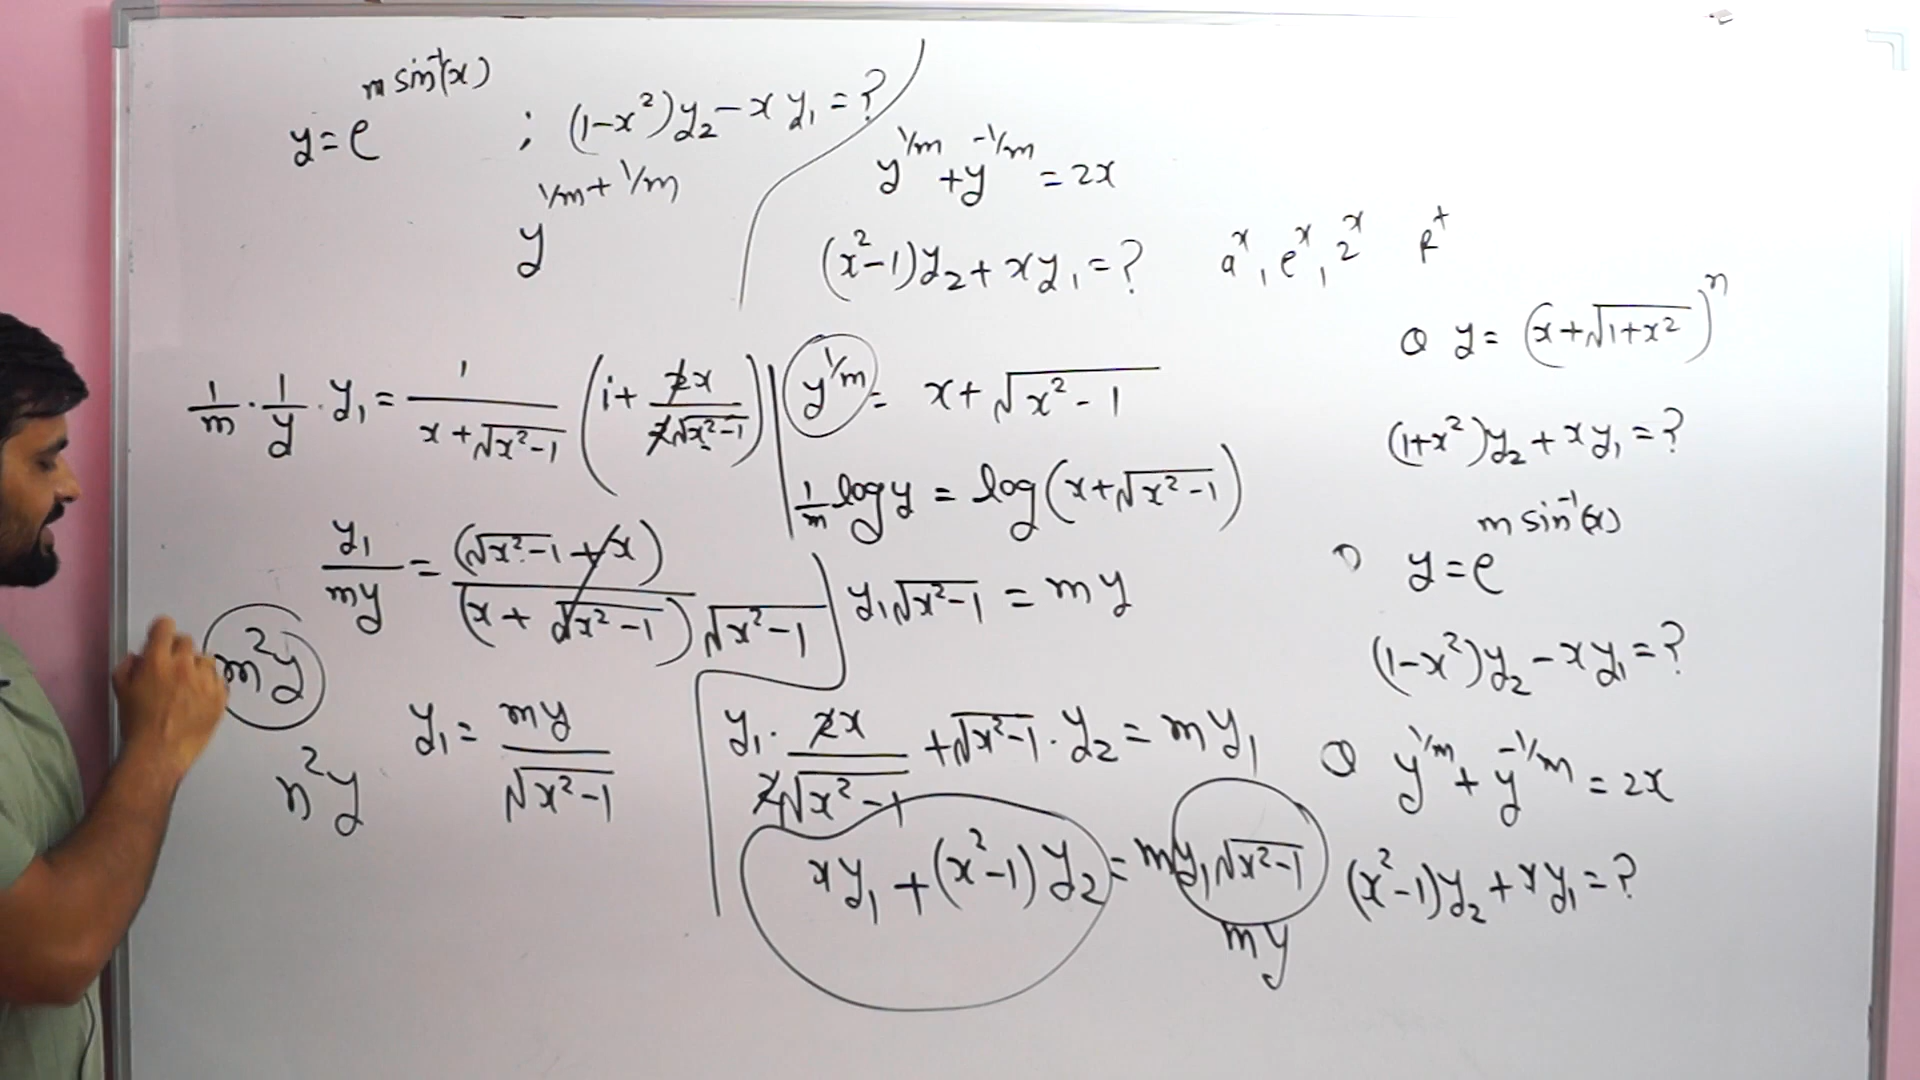 y = e^{m sin⁻¹(x)} ; (1-x²)y₂ - xy₁ = ?
y^{1/m + 1/m}
y^{1/m} + y^{-1/m} = 2x
(x²-1)y₂ + xy₁ = ?
aˣ, eˣ, 2ˣ R⁺
1/m · 1/y · y₁ = 1/(x+√(x²-1)) (1 + 2x/(2√(x²-1)))
y₁/(my) = (√(x²-1) + x)/((x + √(x²-1)) √(x²-1))
m²y
n²y
y₁ = my/√(x²-1)
y^{1/m} = x + √(x²-1)
1/m log y = log(x+√(x²-1))
y₁√(x²-1) = my
y₁ · 2x/(2√(x²-1)) + √(x²-1) · y₂ = my₁
xy₁ + (x²-1)y₂ = my₁√(x²-1)
my
Q y = (x+√(1+x²))ⁿ
(1+x²)y₂ + xy₁ = ?
y = e^{m sin⁻¹(x)}
(1-x²)y₂ - xy₁ = ?
Q y^{1/m} + y^{-1/m} = 2x
(x²-1)y₂ + xy₁ = ?